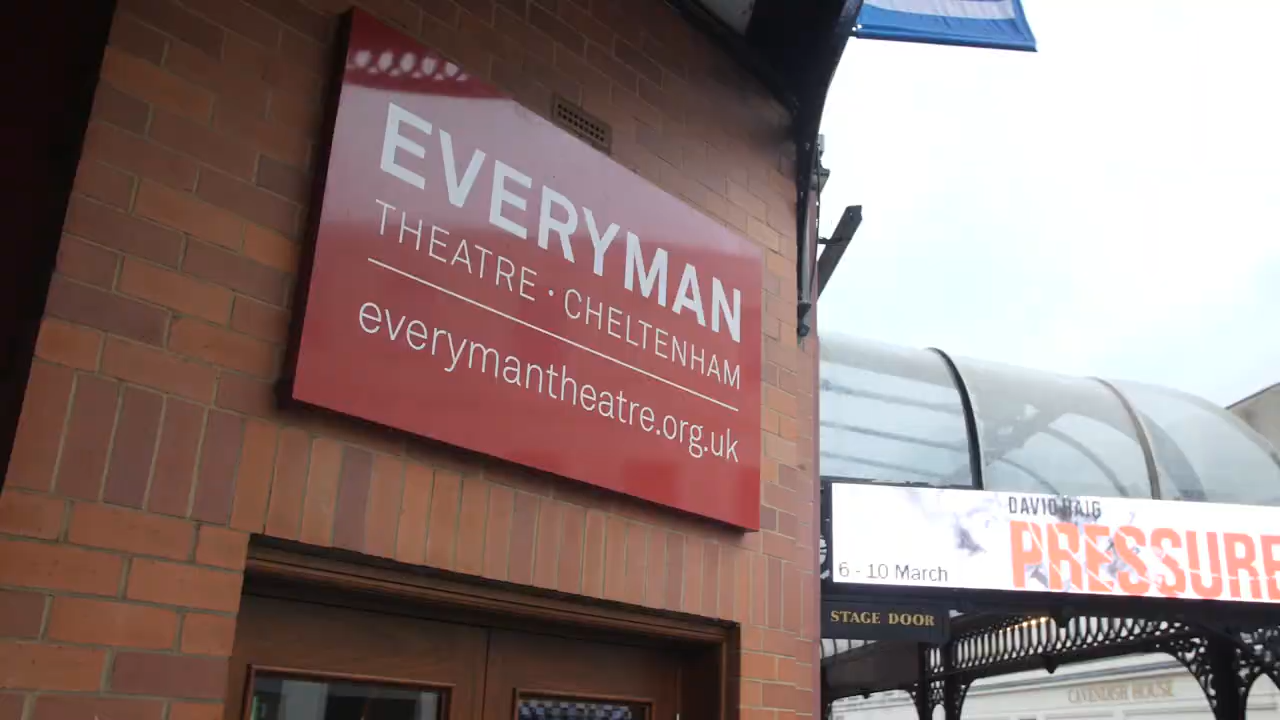 EVERYMAN
THEATRE · CHELTENHAM
everymantheatre.org.uk
DAVID HAIG
PRESSURE
6 - 10 March
STAGE DOOR
CAVENDISH HOUSE